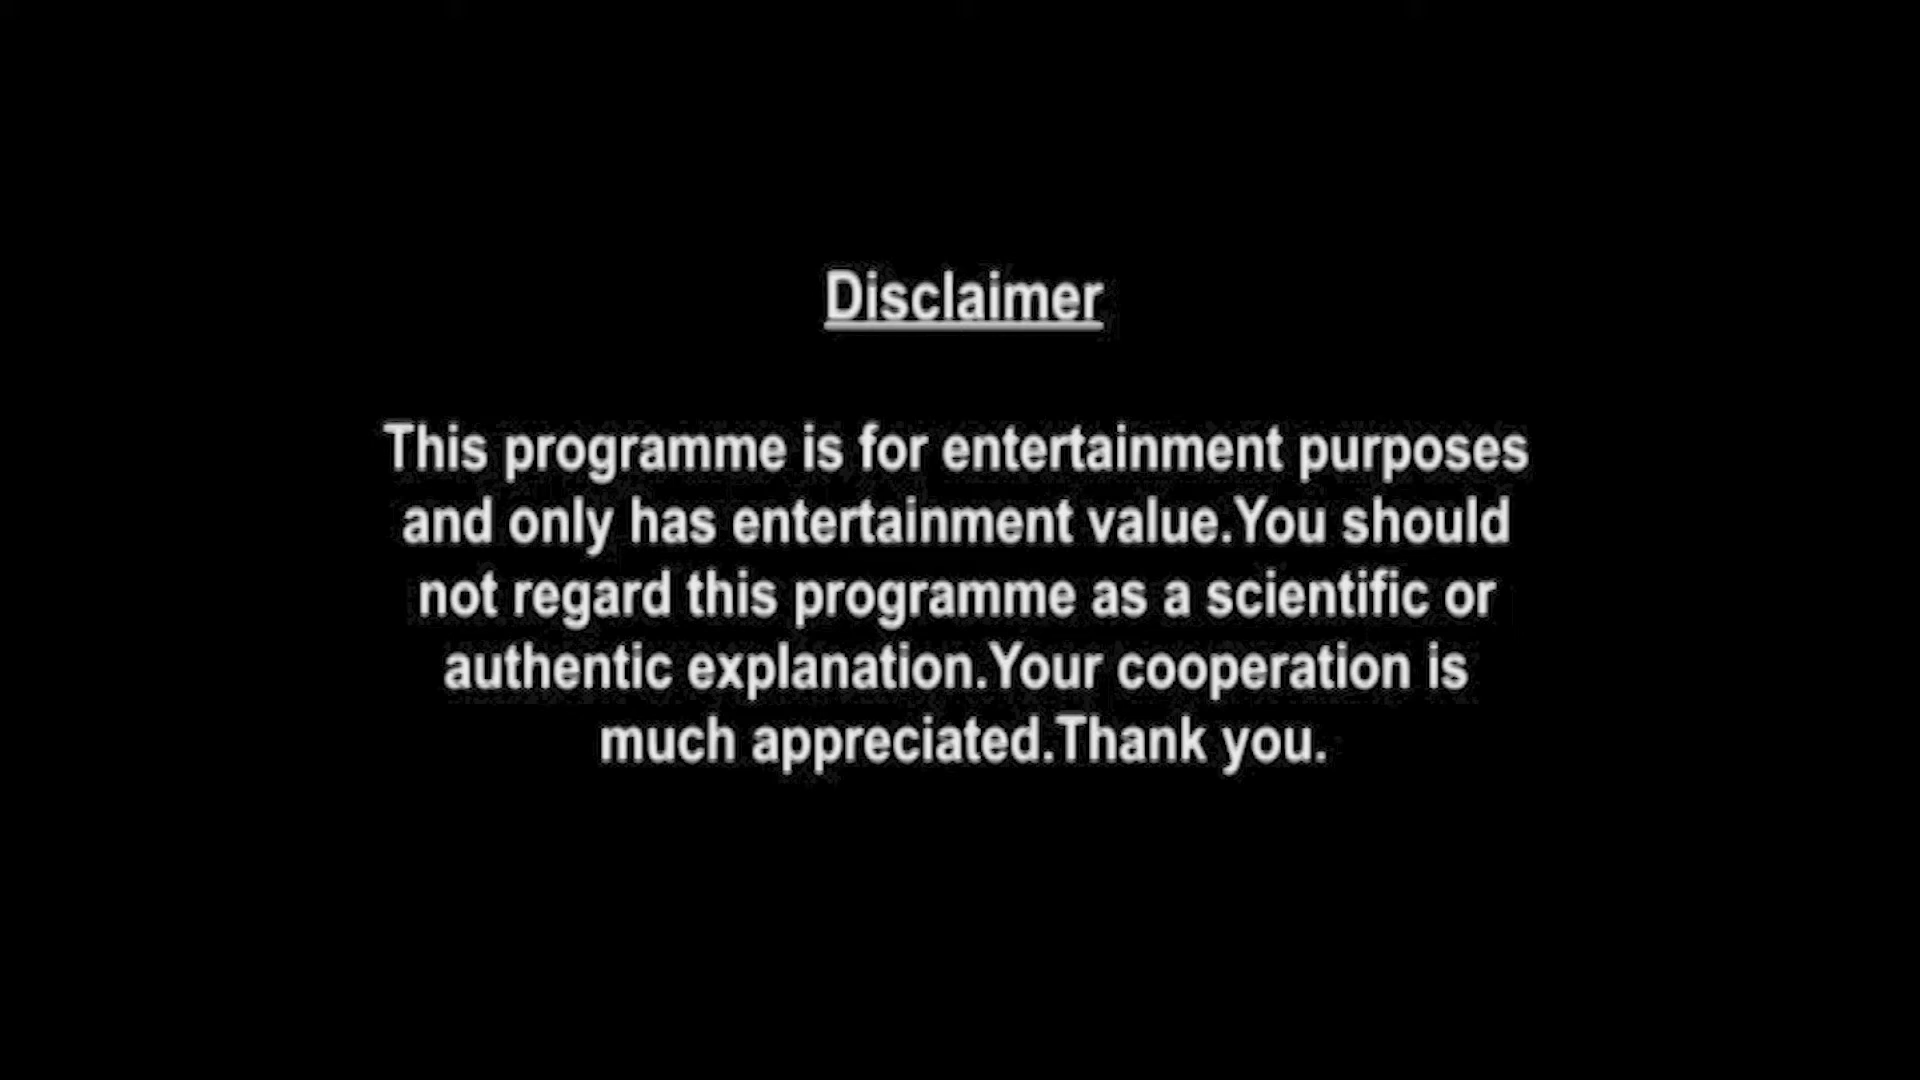 Disclaimer
This programme is for entertainment purposes
and only has entertainment value.You should
not regard this programme as a scientific or
authentic explanation.Your cooperation is
much appreciated.Thank you.